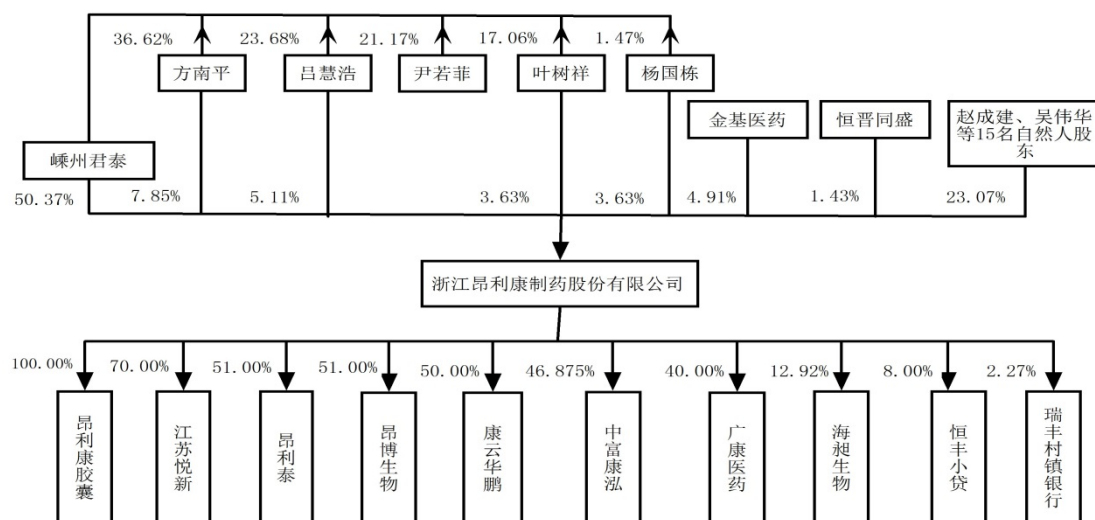 36.62%
23.68%
21.17%
17.06%
1.47%
方南平
吕慧浩
尹若菲
叶树祥
杨国栋
金基医药
恒晋同盛
赵成建、吴伟华
等15名自然人股
东
嵊州君泰
50.37%
7.85%
5.11%
3.63%
3.63%
4.91%
1.43%
23.07%
浙江昂利康制药股份有限公司
100.00%
70.00%
51.00%
51.00%
50.00%
46.875%
40.00%
12.92%
8.00%
2.27%
昂利康胶囊
江苏悦新
昂利泰
昂博生物
康云华鹏
中富康泓
广康医药
海昶生物
恒丰小贷
瑞丰村镇银行